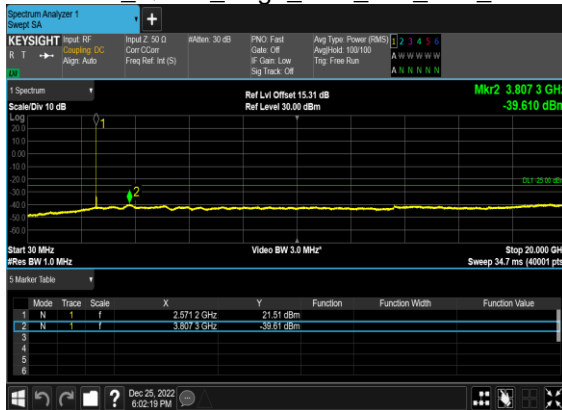 Spectrum Analyzer 1
Swept SA
KEYSIGHT Input: RF Input Z: 50 Ω #Atten: 30 dB PNO: Fast Avg Type: Power (RMS) 1 2 3 4 5 6
R T Coupling: DC Corr CCorr Gate: Off Avg|Hold: 100/100 A W W W W W
Align: Auto Freq Ref: Int (S) IF Gain: Low Trig: Free Run
LXI Sig Track: Off A N N N N N
1 Spectrum Ref Lvl Offset 15.31 dB Mkr2 3.807 3 GHz
Scale/Div 10 dB Ref Level 30.00 dBm -39.610 dBm
Log
20.0
10.0
0.00
-10.0
-20.0
-30.0
-40.0
-50.0
-60.0
1
2
DL1 -25.00 dBm
Start 30 MHz Video BW 3.0 MHz* Stop 20.000 GH
#Res BW 1.0 MHz Sweep 34.7 ms (40001 pts
5 Marker Table
Mode Trace Scale X Y Function Function Width Function Value
1 N 1 f 2.571 2 GHz 21.51 dBm
2 N 1 f 3.807 3 GHz -39.61 dBm
3
4
5
6
Dec 25, 2022
6:02:19 PM